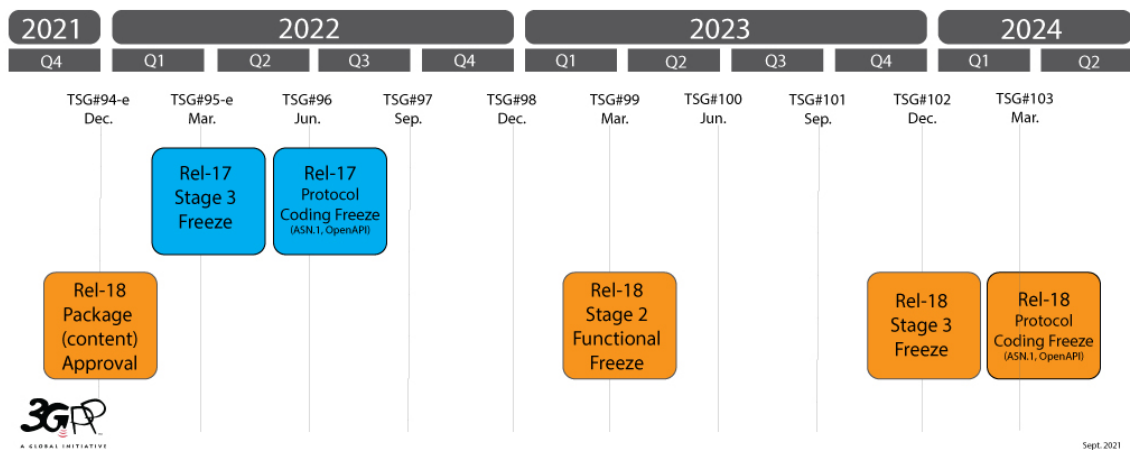 2021 2022 2023 2024
Q4 Q1 Q2 Q3 Q4 Q1 Q2 Q3 Q4 Q1 Q2
TSG#94-e TSG#95-e TSG#96 TSG#97 TSG#98 TSG#99 TSG#100 TSG#101 TSG#102 TSG#103
Dec. Mar. Jun. Sep. Dec. Mar. Jun. Sep. Dec. Mar.
Rel-17
Stage 3
Freeze
Rel-17
Protocol
Coding Freeze
(ASN.1, OpenAPI)
Rel-18
Package
(content)
Approval
Rel-18
Stage 2
Functional
Freeze
Rel-18
Stage 3
Freeze
Rel-18
Protocol
Coding Freeze
(ASN.1, OpenAPI)
3GPP
A GLOBAL INITIATIVE
Sept. 2021